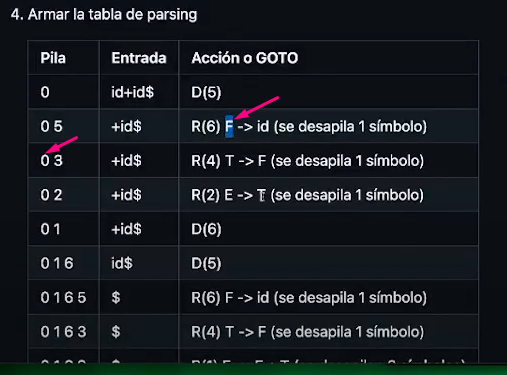 4. Armar la tabla de parsing
Pila Entrada Acción o GOTO
0 id+id$ D(5)
0 5 +id$ R(6) F -> id (se desapila 1 símbolo)
0 3 +id$ R(4) T -> F (se desapila 1 símbolo)
0 2 +id$ R(2) E -> T (se desapila 1 símbolo)
0 1 +id$ D(6)
0 1 6 id$ D(5)
0 1 6 5 $ R(6) F -> id (se desapila 1 símbolo)
0 1 6 3 $ R(4) T -> F (se desapila 1 símbolo)